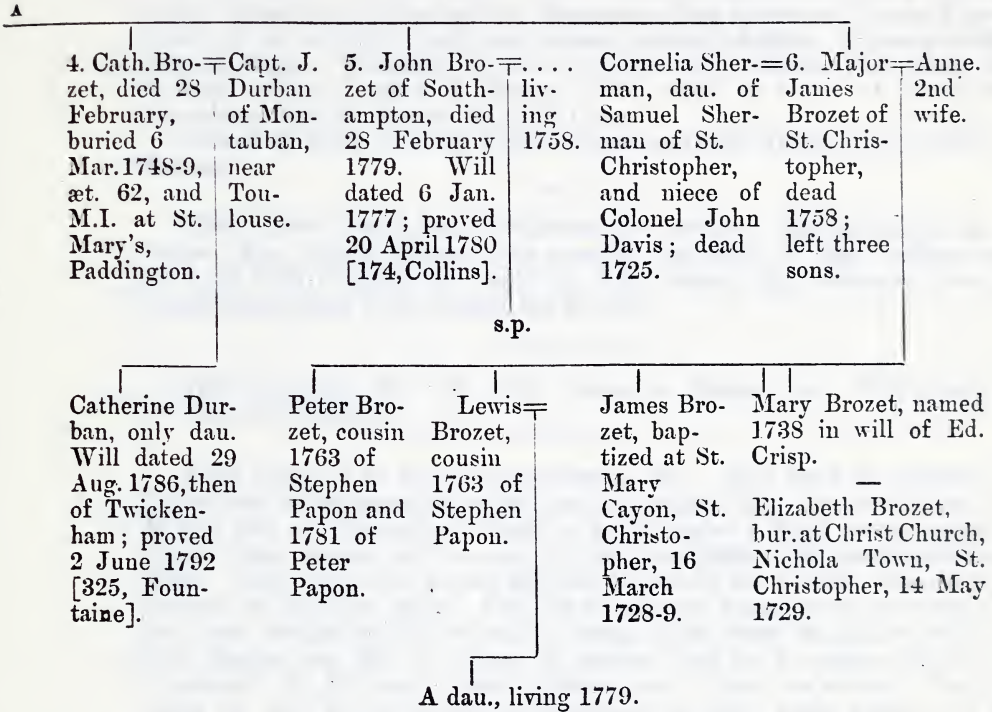 A
4. Cath. Bro-
zet, died 28
February,
buried 6
Mar. 1748-9,
æt. 62, and
M.I. at St.
Mary's,
Paddington.
Capt. J.
Durban
of Mon-
tauban,
near
Tou-
louse.
5. John Bro-
zet of South-
ampton, died
28 February
1779. Will
dated 6 Jan.
1777; proved
20 April 1780
[174, Collins].
....
liv-
ing
1758.
Cornelia Sher-
man, dau. of
Samuel Sher-
man of St.
Christopher,
and niece of
Colonel John
Davis; dead
1725.
6. Major
James
Brozet of
St. Chris-
topher,
dead
1758;
left three
sons.
Anne.
2nd
wife.
s.p.
Catherine Dur-
ban, only dau.
Will dated 29
Aug. 1786, then
of Twicken-
ham; proved
2 June 1792
[325, Foun-
taine].
Peter Bro-
zet, cousin
1763 of
Stephen
Papon and
1781 of
Peter
Papon.
Lewis
Brozet,
cousin
1763 of
Stephen
Papon.
James Bro-
zet, bap-
tized at St.
Mary
Cayon, St.
Christo-
pher, 16
March
1728-9.
Mary Brozet, named
1738 in will of Ed.
Crisp.
—
Elizabeth Brozet,
bur. at Christ Church,
Nichola Town, St.
Christopher, 14 May
1729.
A dau., living 1779.